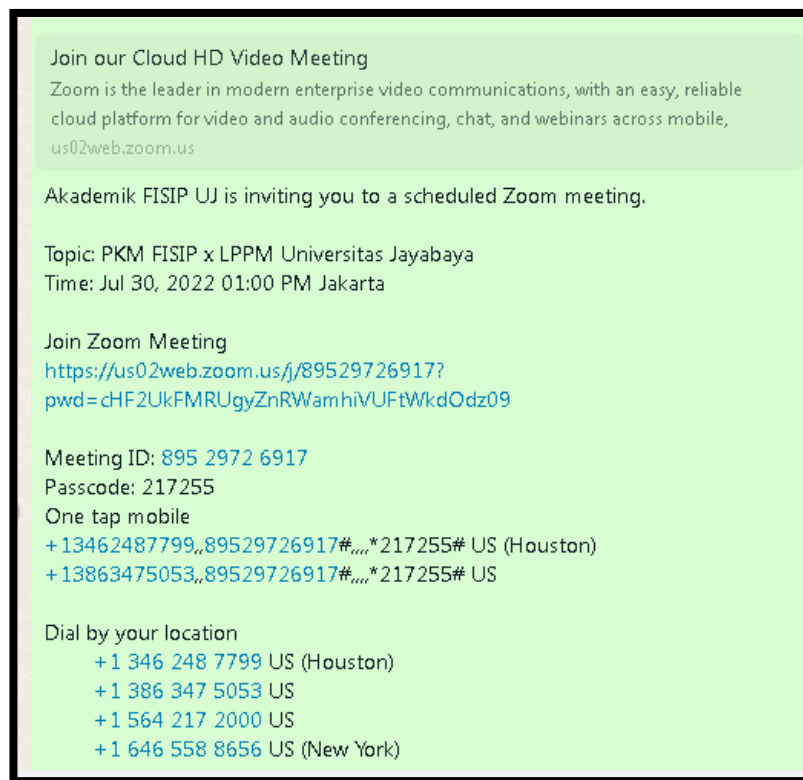 Join our Cloud HD Video Meeting
Zoom is the leader in modern enterprise video communications, with an easy, reliable
cloud platform for video and audio conferencing, chat, and webinars across mobile,
us02web.zoom.us
Akademik FISIP UJ is inviting you to a scheduled Zoom meeting.
Topic: PKM FISIP x LPPM Universitas Jayabaya
Time: Jul 30, 2022 01:00 PM Jakarta
Join Zoom Meeting
https://us02web.zoom.us/j/89529726917?
pwd=cHF2UkFMRUgyZnRWamhiVUFtWkdOdz09
Meeting ID: 895 2972 6917
Passcode: 217255
One tap mobile
+13462487799,,89529726917#,,,,*217255# US (Houston)
+13863475053,,89529726917#,,,,*217255# US
Dial by your location
+1 346 248 7799 US (Houston)
+1 386 347 5053 US
+1 564 217 2000 US
+1 646 558 8656 US (New York)